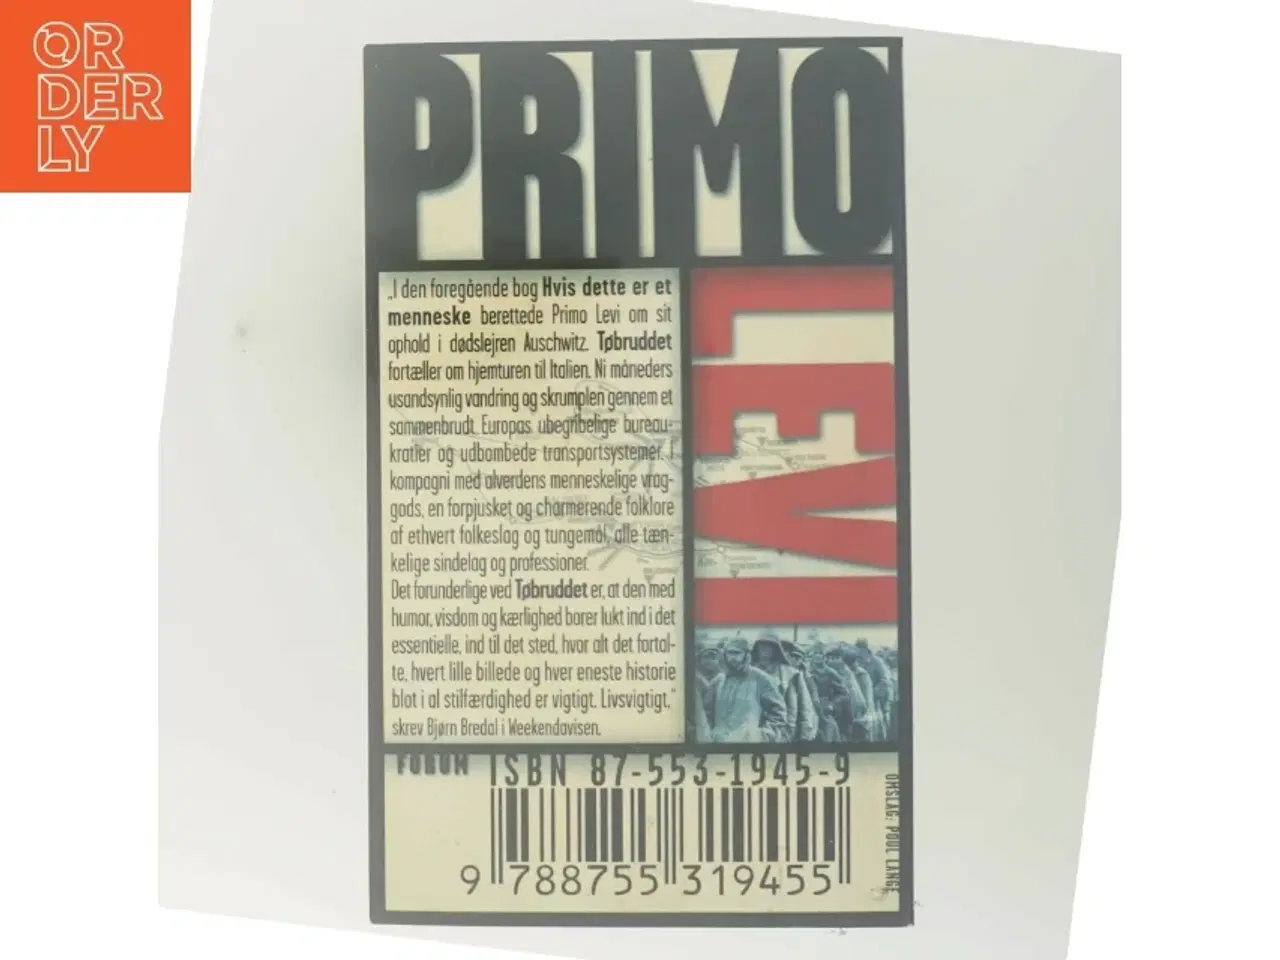 OR
DER
LY
PRIMO
LEVI
„I den foregående bog Hvis dette er et
menneske berettede Primo Levi om sit
ophold i dødslejren Auschwitz. Tøbruddet
fortæller om hjemturen til Italien. Ni måneders
usandsynlig vandring og skrumplen gennem et
sammenbrudt Europas ubegribelige bureau-
kratier og udbombede transportsystemer. I
kompagni med alverdens menneskelige vrag-
gods, en forpjusket og charmerende folklore
af ethvert folkeslag og tungemål, alle tæn-
kelige sindelag og professioner.
Det forunderlige ved Tøbruddet er, at den med
humor, visdom og kærlighed borer lukt ind i det
essentielle, ind til det sted, hvor alt det fortal-
te, hvert lille billede og hver eneste historie
blot i al stilfærdighed er vigtigt. Livsvigtigt,"
skrev Bjørn Bredal i Weekendavisen.
FORUM
ISBN 87-553-1945-9
9 788755 319455
OMSLAG: POUL LANGE